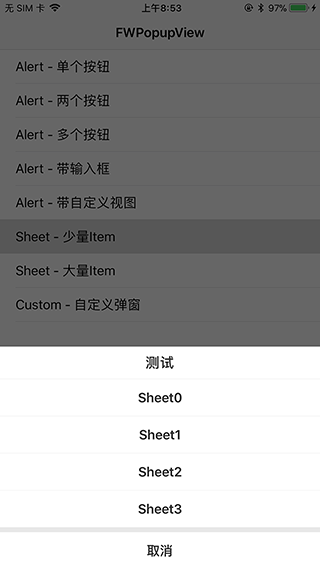 无 SIM 卡 上午8:53 97%
FWPopupView
Alert - 单个按钮
Alert - 两个按钮
Alert - 多个按钮
Alert - 带输入框
Alert - 带自定义视图
Sheet - 少量Item
Sheet - 大量Item
Custom - 自定义弹窗
测试
Sheet0
Sheet1
Sheet2
Sheet3
取消